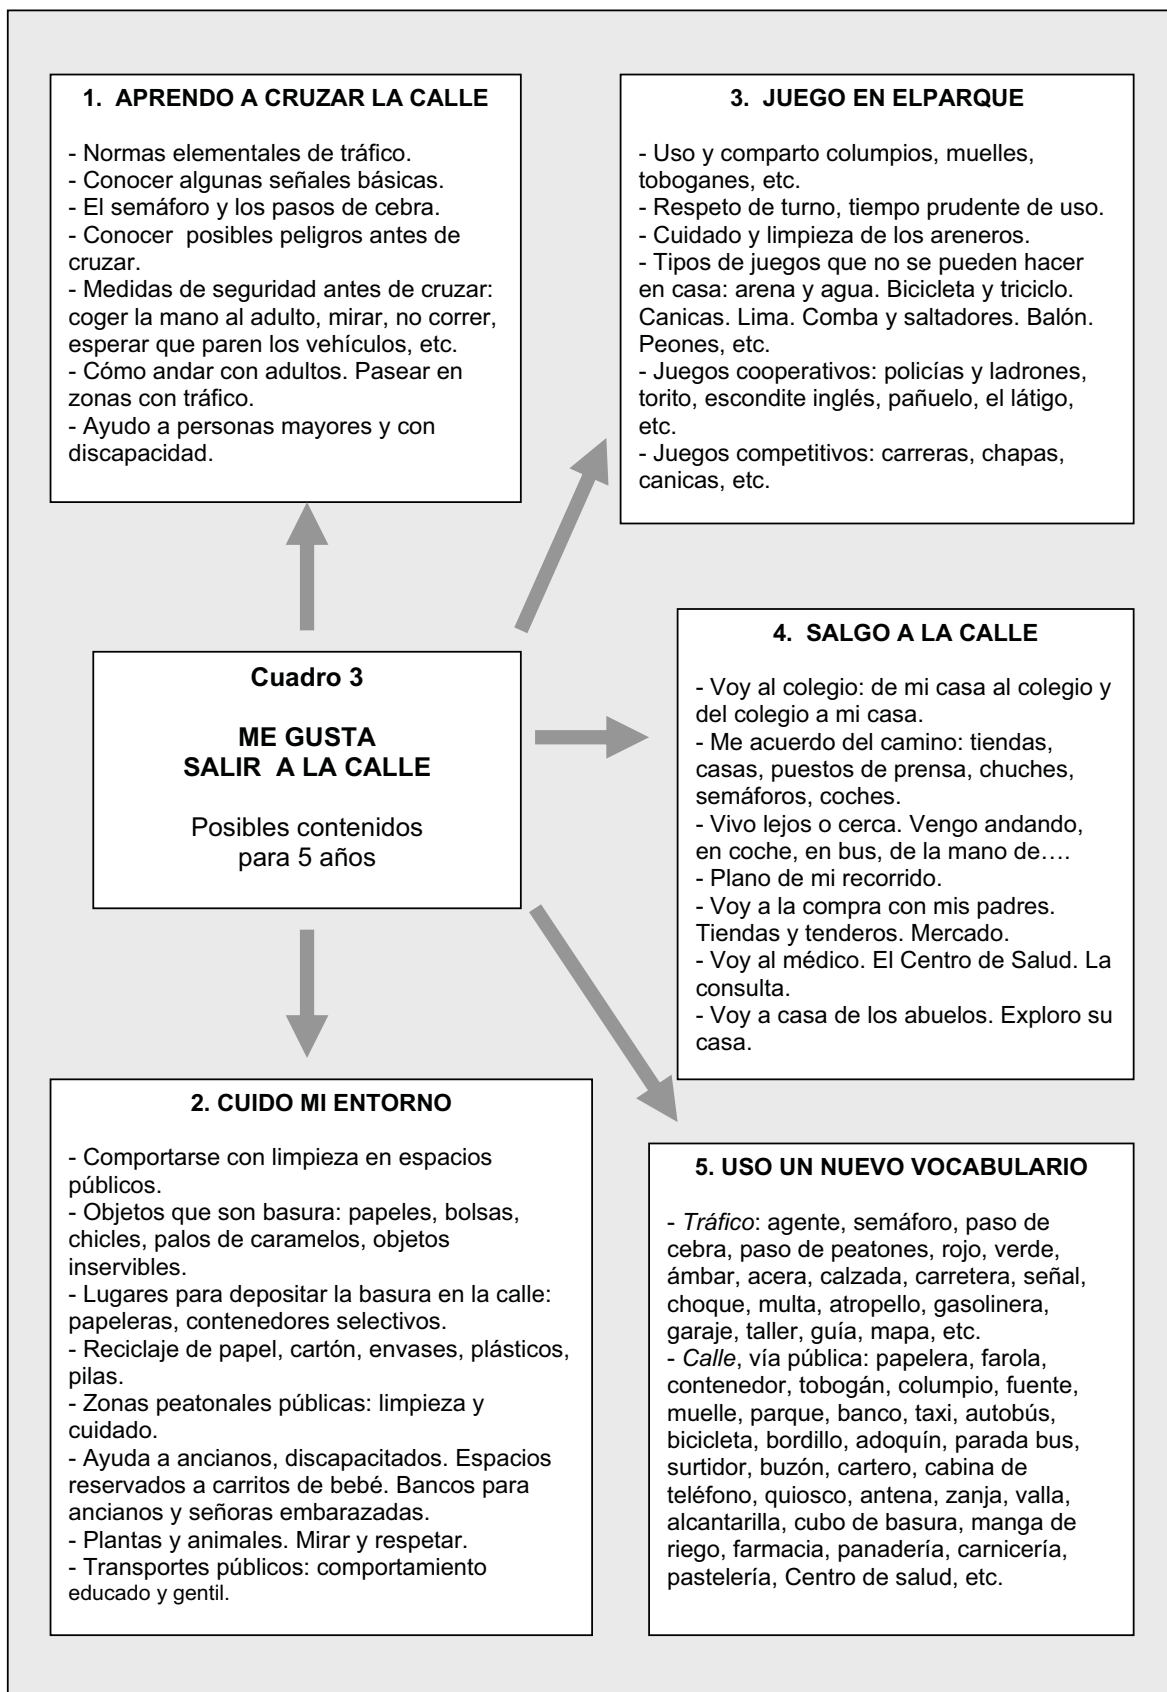 1. APRENDO A CRUZAR LA CALLE
- Normas elementales de tráfico.
- Conocer algunas señales básicas.
- El semáforo y los pasos de cebra.
- Conocer posibles peligros antes de
cruzar.
- Medidas de seguridad antes de cruzar:
coger la mano al adulto, mirar, no correr,
esperar que paren los vehículos, etc.
- Cómo andar con adultos. Pasear en
zonas con tráfico.
- Ayudo a personas mayores y con
discapacidad.
3. JUEGO EN ELPARQUE
- Uso y comparto columpios, muelles,
toboganes, etc.
- Respeto de turno, tiempo prudente de uso.
- Cuidado y limpieza de los areneros.
- Tipos de juegos que no se pueden hacer
en casa: arena y agua. Bicicleta y triciclo.
Canicas. Lima. Comba y saltadores. Balón.
Peones, etc.
- Juegos cooperativos: policías y ladrones,
torito, escondite inglés, pañuelo, el látigo,
etc.
- Juegos competitivos: carreras, chapas,
canicas, etc.
Cuadro 3
ME GUSTA
SALIR A LA CALLE
Posibles contenidos
para 5 años
4. SALGO A LA CALLE
- Voy al colegio: de mi casa al colegio y
del colegio a mi casa.
- Me acuerdo del camino: tiendas,
casas, puestos de prensa, chuches,
semáforos, coches.
- Vivo lejos o cerca. Vengo andando,
en coche, en bus, de la mano de….
- Plano de mi recorrido.
- Voy a la compra con mis padres.
Tiendas y tenderos. Mercado.
- Voy al médico. El Centro de Salud. La
consulta.
- Voy a casa de los abuelos. Exploro su
casa.
2. CUIDO MI ENTORNO
- Comportarse con limpieza en espacios
públicos.
- Objetos que son basura: papeles, bolsas,
chicles, palos de caramelos, objetos
inservibles.
- Lugares para depositar la basura en la calle:
papeleras, contenedores selectivos.
- Reciclaje de papel, cartón, envases, plásticos,
pilas.
- Zonas peatonales públicas: limpieza y
cuidado.
- Ayuda a ancianos, discapacitados. Espacios
reservados a carritos de bebé. Bancos para
ancianos y señoras embarazadas.
- Plantas y animales. Mirar y respetar.
- Transportes públicos: comportamiento
educado y gentil.
5. USO UN NUEVO VOCABULARIO
- Tráfico: agente, semáforo, paso de
cebra, paso de peatones, rojo, verde,
ámbar, acera, calzada, carretera, señal,
choque, multa, atropello, gasolinera,
garaje, taller, guía, mapa, etc.
- Calle, vía pública: papelera, farola,
contenedor, tobogán, columpio, fuente,
muelle, parque, banco, taxi, autobús,
bicicleta, bordillo, adoquín, parada bus,
surtidor, buzón, cartero, cabina de
teléfono, quiosco, antena, zanja, valla,
alcantarilla, cubo de basura, manga de
riego, farmacia, panadería, carnicería,
pastelería, Centro de salud, etc.